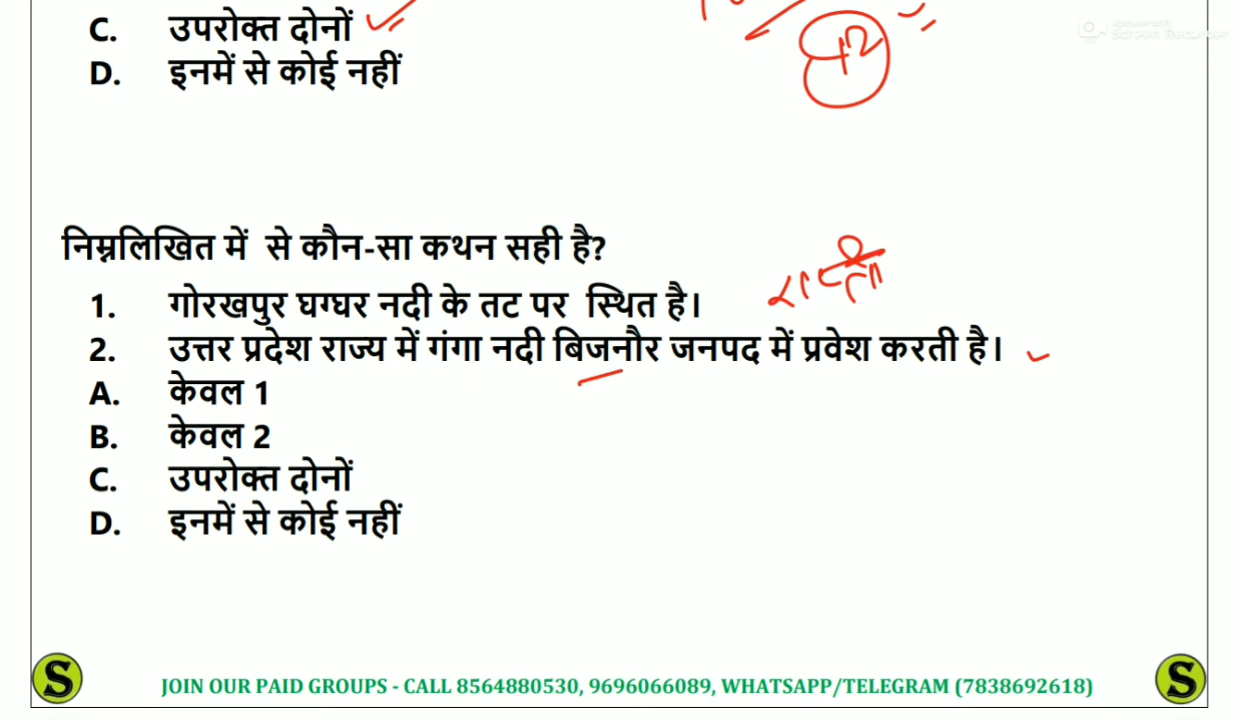 C. उपरोक्त दोनों
D. इनमें से कोई नहीं
42
निम्नलिखित में से कौन-सा कथन सही है?
राप्ती
1. गोरखपुर घग्घर नदी के तट पर स्थित है।
2. उत्तर प्रदेश राज्य में गंगा नदी बिजनौर जनपद में प्रवेश करती है।
A. केवल 1
B. केवल 2
C. उपरोक्त दोनों
D. इनमें से कोई नहीं
S
JOIN OUR PAID GROUPS - CALL 8564880530, 9696066089, WHATSAPP/TELEGRAM (7838692618)
S